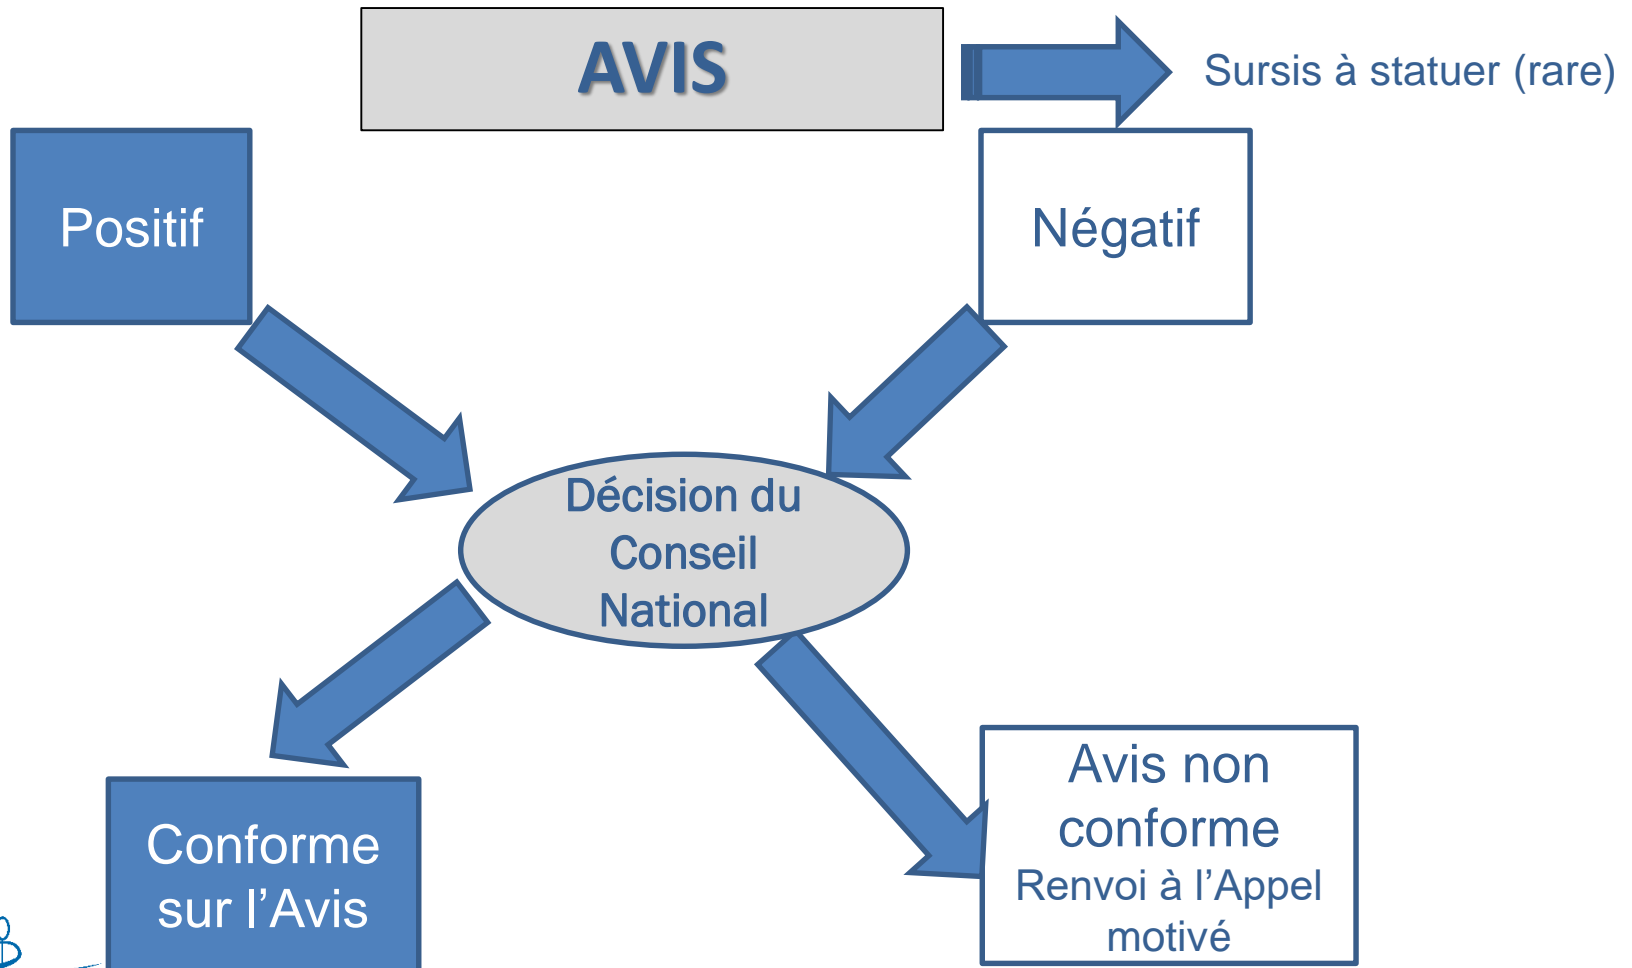 AVIS
Sursis à statuer (rare)
Positif
Négatif
Décision du
Conseil
National
Conforme
sur l’Avis
Avis non
conforme
Renvoi à l’Appel
motivé